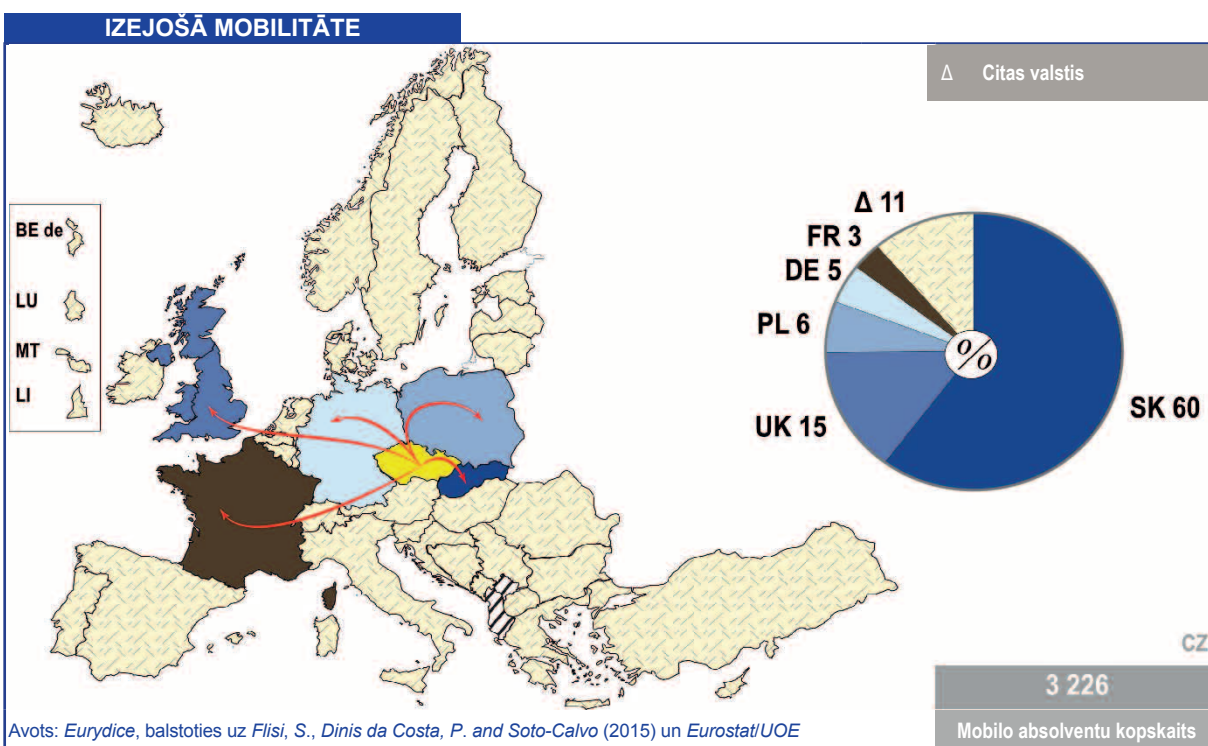 IZEJOŠĀ MOBILITĀTE
Δ Citas valstis
BE de
LU
MT
LI
Δ 11
FR 3
DE 5
PL 6
UK 15
SK 60
%
CZ
3 226
Mobilo absolventu kopskaits
Avots: Eurydice, balstoties uz Flisi, S., Dinis da Costa, P. and Soto-Calvo (2015) un Eurostat/UOE